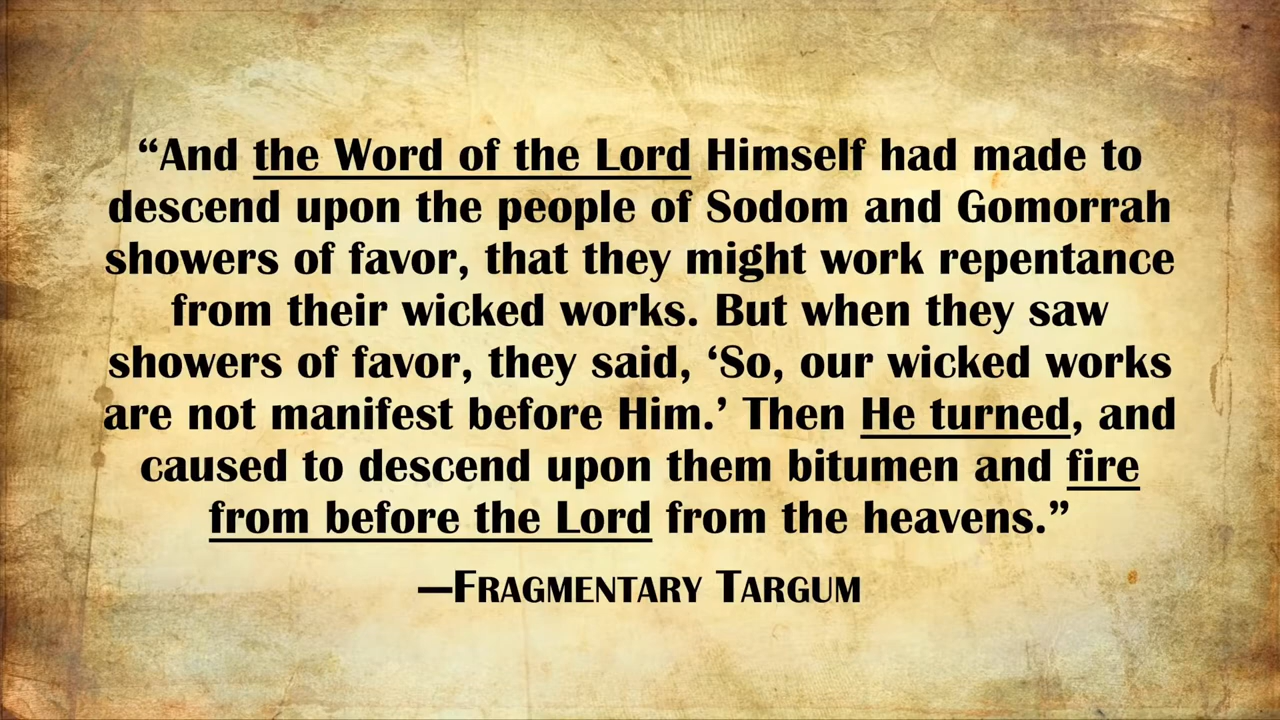 “And the Word of the Lord Himself had made to
descend upon the people of Sodom and Gomorrah
showers of favor, that they might work repentance
from their wicked works. But when they saw
showers of favor, they said, ‘So, our wicked works
are not manifest before Him.’ Then He turned, and
caused to descend upon them bitumen and fire
from before the Lord from the heavens.”
—Fragmentary Targum